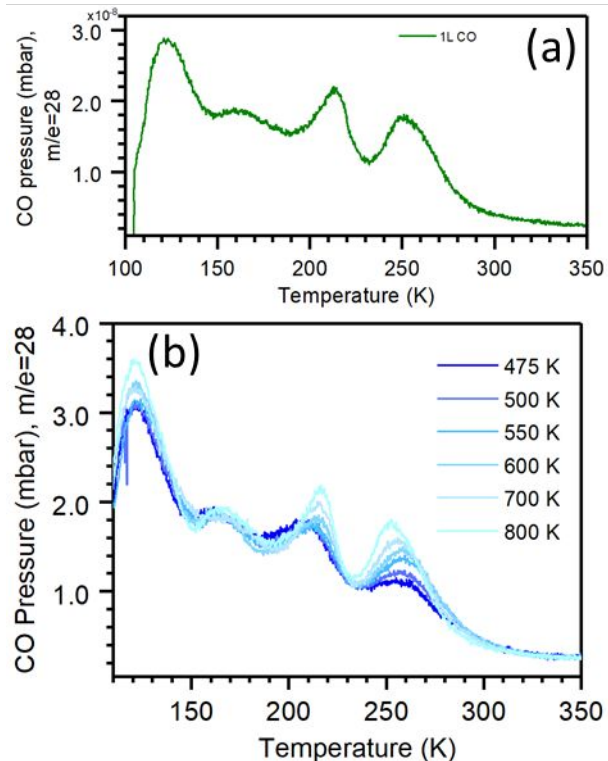 3.0
x10⁻⁸
1L CO
(a)
2.0
1.0
CO pressure (mbar),
m/e=28
100 150 200 250 300 350
Temperature (K)
4.0
(b)
475 K
500 K
550 K
600 K
700 K
800 K
3.0
2.0
1.0
CO Pressure (mbar), m/e=28
150 200 250 300 350
Temperature (K)